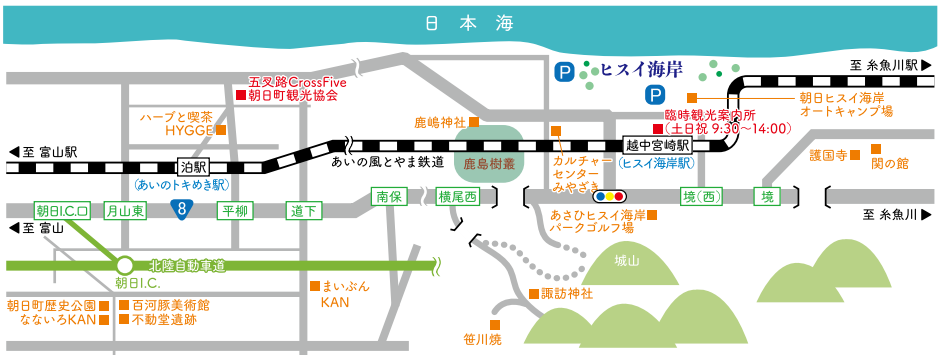 日本海
P
ヒスイ海岸
至 糸魚川駅
五叉路CrossFive
朝日町観光協会
P
朝日ヒスイ海岸
オートキャンプ場
ハーブと喫茶
HYGGE
鹿嶋神社
臨時観光案内所
(土日祝 9:30〜14:00)
至 富山駅
泊駅
(あいのトキめき駅)
あいの風とやま鉄道
鹿島樹叢
カルチャー
センター
みやざき
越中宮崎駅
(ヒスイ海岸駅)
護国寺
関の館
朝日I.C.口
月山東
8
平柳
道下
南保
横尾西
境(西)
境
至 富山
あさひヒスイ海岸
パークゴルフ場
至 糸魚川
北陸自動車道
朝日I.C.
城山
朝日町歴史公園
なないろKAN
百河豚美術館
不動堂遺跡
まいぶん
KAN
諏訪神社
笹川焼